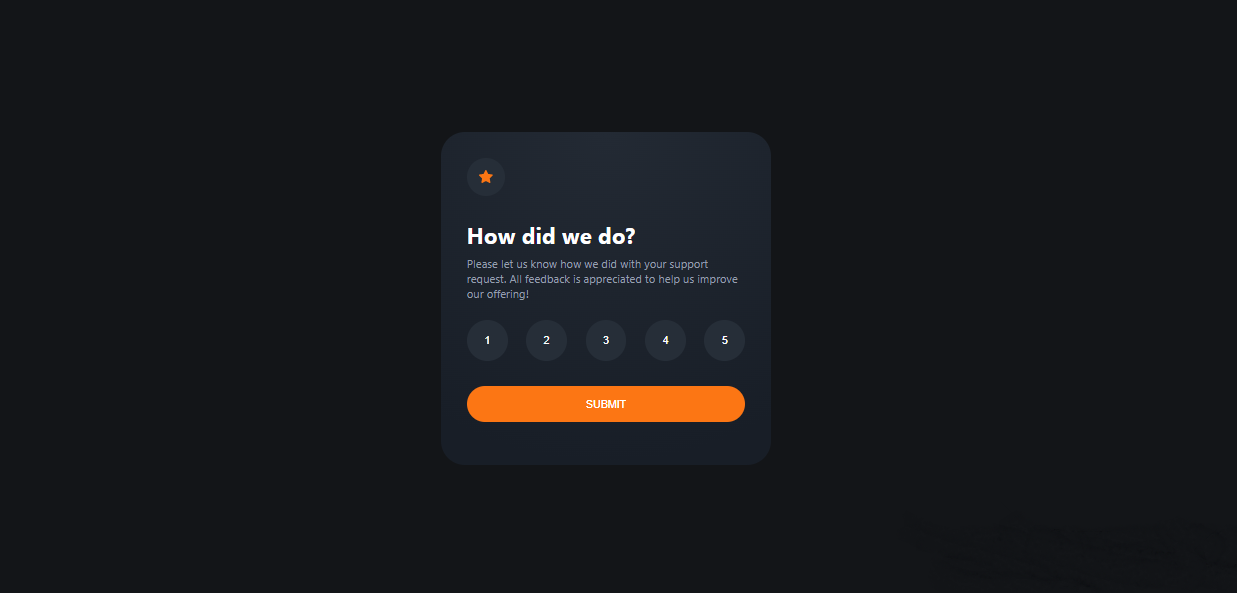 How did we do?
Please let us know how we did with your support
request. All feedback is appreciated to help us improve
our offering!
1 2 3 4 5
SUBMIT